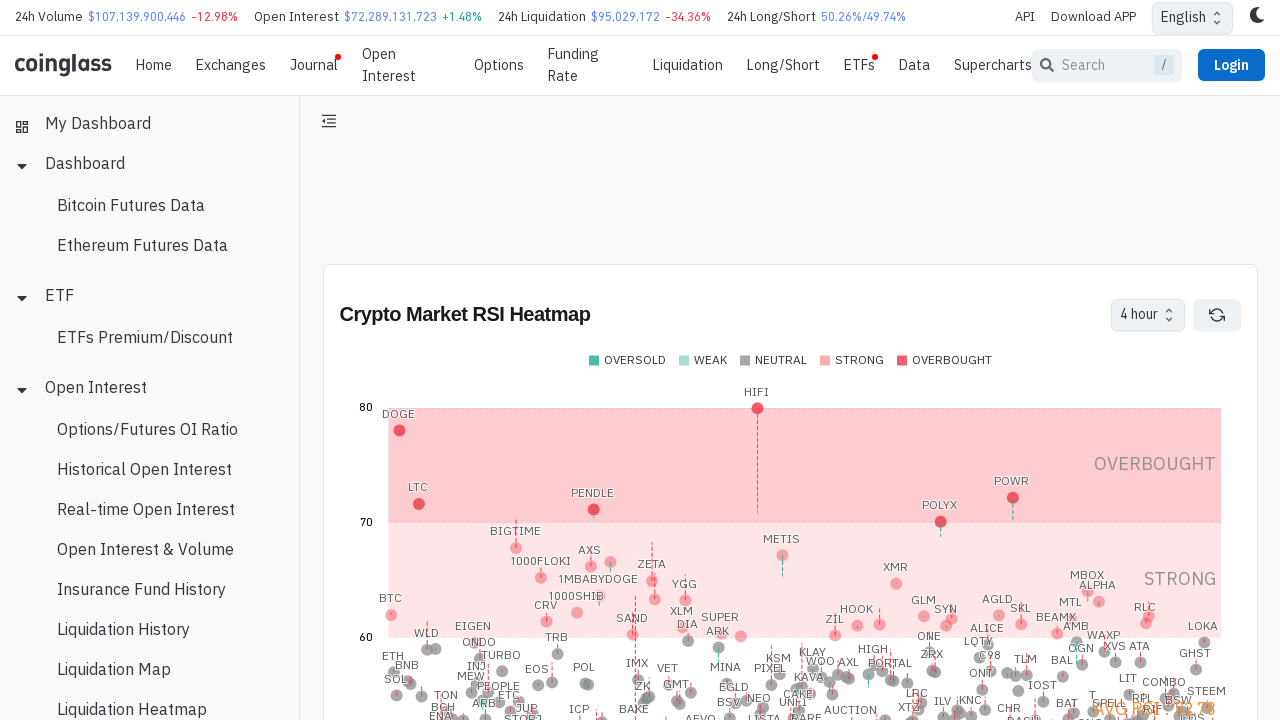 24h Volume $107,139,900,446 -12.98% Open Interest $72,289,131,723 +1.48% 24h Liquidation $95,029,172 -34.36% 24h Long/Short 50.26%/49.74% API Download APP English
coinglass Home Exchanges Journal Open Interest Options Funding Rate Liquidation Long/Short ETFs Data Supercharts Search / Login
My Dashboard
Dashboard
Bitcoin Futures Data
Ethereum Futures Data
ETF
ETFs Premium/Discount
Open Interest
Options/Futures OI Ratio
Historical Open Interest
Real-time Open Interest
Open Interest & Volume
Insurance Fund History
Liquidation History
Liquidation Map
Liquidation Heatmap
Crypto Market RSI Heatmap
4 hour
OVERSOLD WEAK NEUTRAL STRONG OVERBOUGHT
HIFI
80
DOGE
OVERBOUGHT
LTC
PENDLE
POWR
POLYX
70
BIGTIME
METIS
AXS
1000FLOKI
ZETA
XMR
1MBABYDOGE
STRONG
MBOX
YGG
ALPHA
1000SHIB
BTC
CRV
XLM
GLM
AGLD
MTL
RLC
SAND
DIA
SUPER
ZIL
HOOK
SYN
SKL
BEAMX
AMB
LOKA
60
WLD
EIGEN
ONDO
TRB
ARK
ONE
ALICE
LQTY
WAXP
ETH
BNB
SOL
TURBO
INJ
MEW
EOS
POL
IMX
VET
MINA
KSM
PIXEL
KLAY
WOO
AXL
HIGH
PORTAL
ZRX
C98
TLM
BAL
OGN
XVS
ATA
GHST
PEOPLE
ETC
ZK
GMT
EGLD
KAVA
ONT
IOST
LIT
COMBO
STEEM
TON
BCH
ARB
JUP
ICP
BAKE
BSV
NEO
CAKE
AUCTION
LRC
XTZ
ILV
KNC
CHR
BAT
T
SPELL
RPL
BSW
AVG RSI